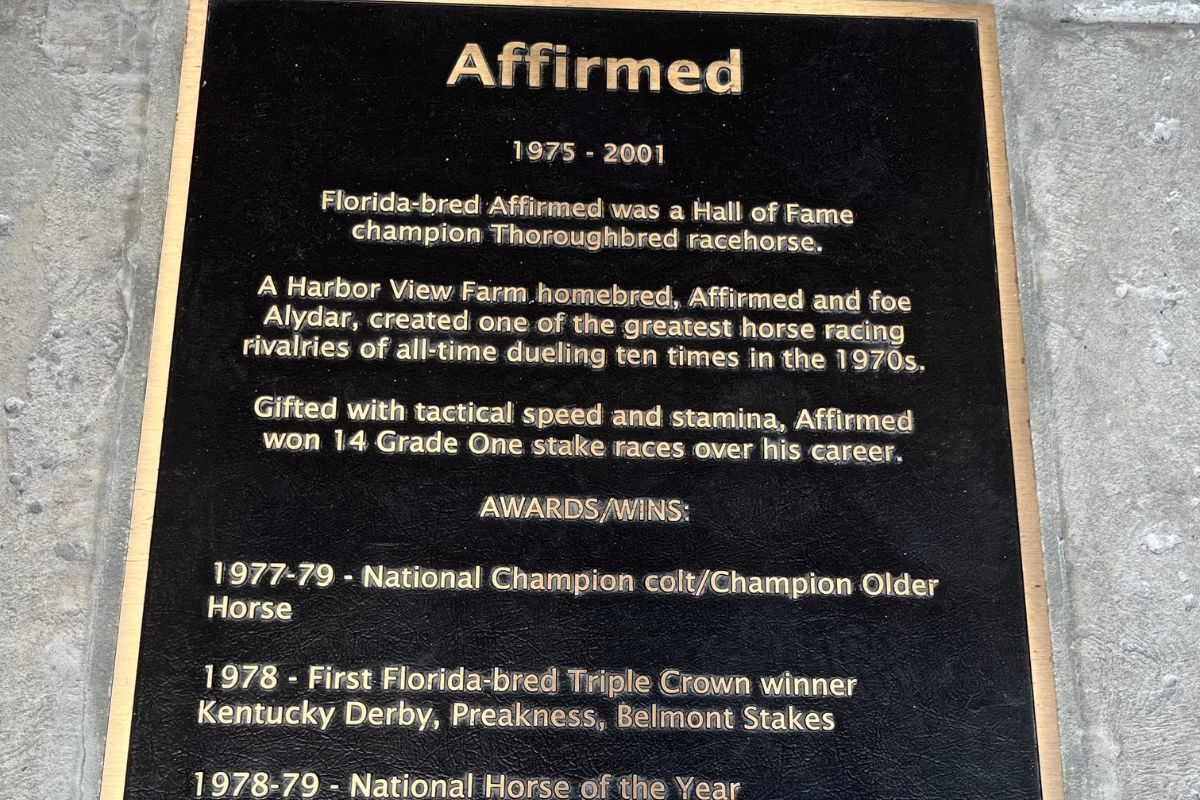 Affirmed
1975 - 2001
Florida-bred Affirmed was a Hall of Fame
champion Thoroughbred racehorse.
A Harbor View Farm homebred, Affirmed and foe
Alydar, created one of the greatest horse racing
rivalries of all-time dueling ten times in the 1970s.
Gifted with tactical speed and stamina, Affirmed
won 14 Grade One stake races over his career.
AWARDS/WINS:
1977-79 - National Champion colt/Champion Older
Horse
1978 - First Florida-bred Triple Crown winner
Kentucky Derby, Preakness, Belmont Stakes
1978-79 - National Horse of the Year